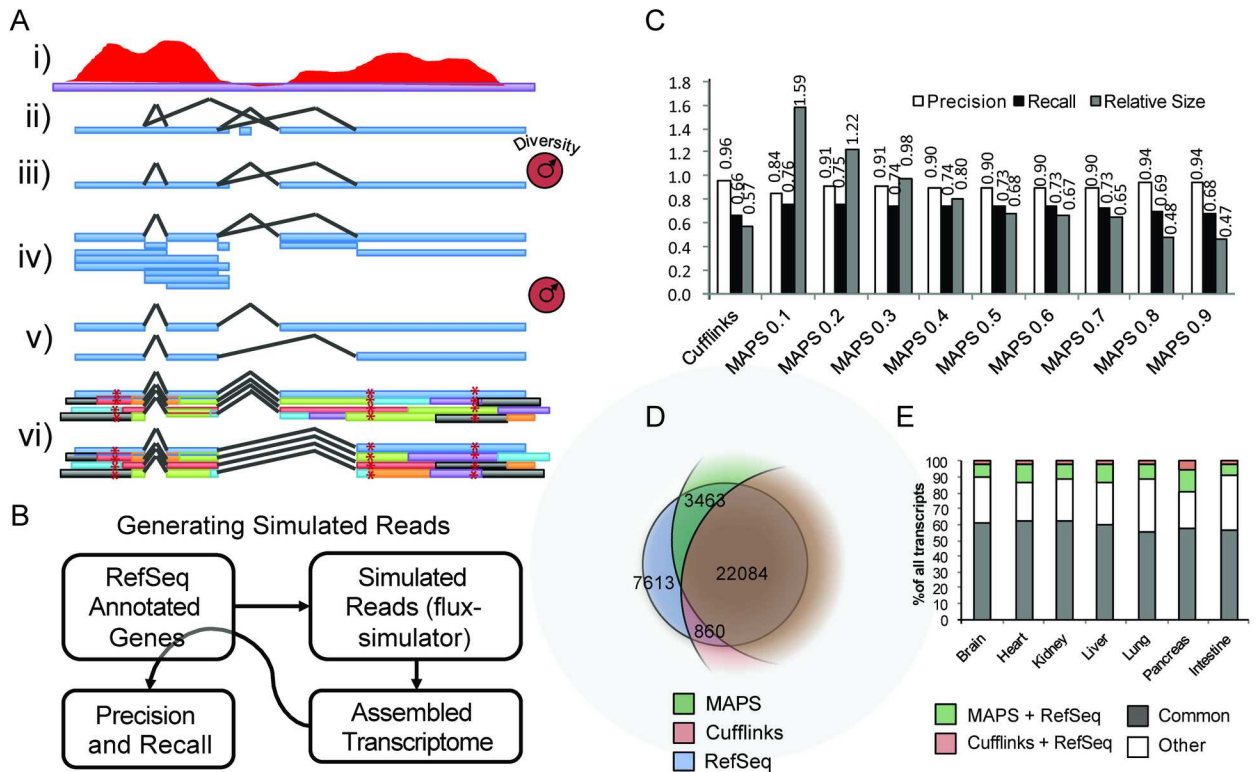 A
i)
ii)
iii)
iv)
v)
vi)
Diversity
B
Generating Simulated Reads
RefSeq
Annotated
Genes
Simulated
Reads (flux-
simulator)
Precision
and Recall
Assembled
Transcriptome
C
1.8
1.6
1.4
1.2
1.0
0.8
0.6
0.4
0.2
0.0
Precision Recall Relative Size
0.96 0.66 0.57
0.84 0.76 1.59
0.91 0.75 1.22
0.91 0.74 0.98
0.90 0.74 0.80
0.90 0.73 0.68
0.90 0.73 0.67
0.90 0.73 0.65
0.94 0.69 0.48
0.94 0.68 0.47
Cufflinks
MAPS 0.1
MAPS 0.2
MAPS 0.3
MAPS 0.4
MAPS 0.5
MAPS 0.6
MAPS 0.7
MAPS 0.8
MAPS 0.9
D
3463
7613
22084
860
MAPS
Cufflinks
RefSeq
E
%of all transcripts
100
90
80
70
60
50
40
30
20
10
0
Brain
Heart
Kidney
Liver
Lung
Pancreas
Intestine
MAPS + RefSeq
Cufflinks + RefSeq
Common
Other